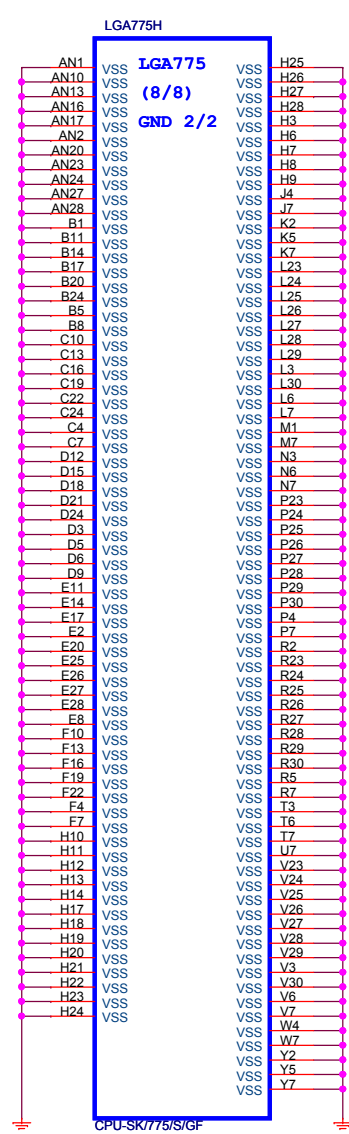 LGA775H
AN1 VSS LGA775 VSS H25
AN10 VSS VSS H26
AN13 VSS (8/8) VSS H27
AN16 VSS VSS H28
AN17 VSS GND 2/2 VSS H3
AN2 VSS VSS H6
AN20 VSS VSS H7
AN23 VSS VSS H8
AN24 VSS VSS H9
AN27 VSS VSS J4
AN28 VSS VSS J7
B1 VSS VSS K2
B11 VSS VSS K5
B14 VSS VSS K7
B17 VSS VSS L23
B20 VSS VSS L24
B24 VSS VSS L25
B5 VSS VSS L26
B8 VSS VSS L27
C10 VSS VSS L28
C13 VSS VSS L29
C16 VSS VSS L3
C19 VSS VSS L30
C22 VSS VSS L6
C24 VSS VSS L7
C4 VSS VSS M1
C7 VSS VSS M7
D12 VSS VSS N3
D15 VSS VSS N6
D18 VSS VSS N7
D21 VSS VSS P23
D24 VSS VSS P24
D3 VSS VSS P25
D5 VSS VSS P26
D6 VSS VSS P27
D9 VSS VSS P28
E11 VSS VSS P29
E14 VSS VSS P30
E17 VSS VSS P4
E2 VSS VSS P7
E20 VSS VSS R2
E25 VSS VSS R23
E26 VSS VSS R24
E27 VSS VSS R25
E28 VSS VSS R26
E8 VSS VSS R27
F10 VSS VSS R28
F13 VSS VSS R29
F16 VSS VSS R30
F19 VSS VSS R5
F22 VSS VSS R7
F4 VSS VSS T3
F7 VSS VSS T6
H10 VSS VSS T7
H11 VSS VSS U7
H12 VSS VSS V23
H13 VSS VSS V24
H14 VSS VSS V25
H17 VSS VSS V26
H18 VSS VSS V27
H19 VSS VSS V28
H20 VSS VSS V29
H21 VSS VSS V3
H22 VSS VSS V30
H23 VSS VSS V6
H24 VSS VSS V7
VSS W4
VSS W7
VSS Y2
VSS Y5
VSS Y7
CPU-SK/775/S/GF